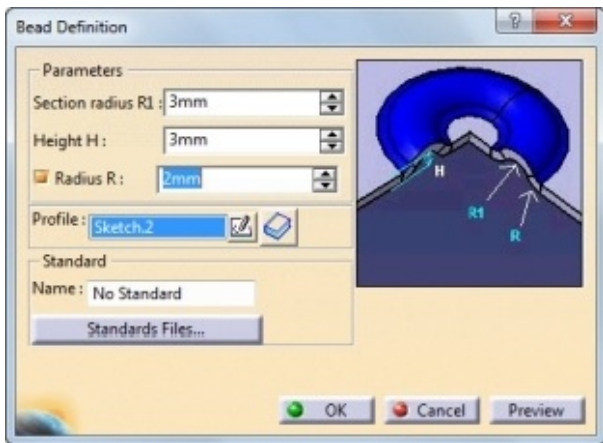 Bead Definition
Parameters
Section radius R1 : 3mm
Height H : 3mm
Radius R : 2mm
Profile : Sketch.2
Standard
Name : No Standard
Standards Files...
H
R1
R
OK Cancel Preview